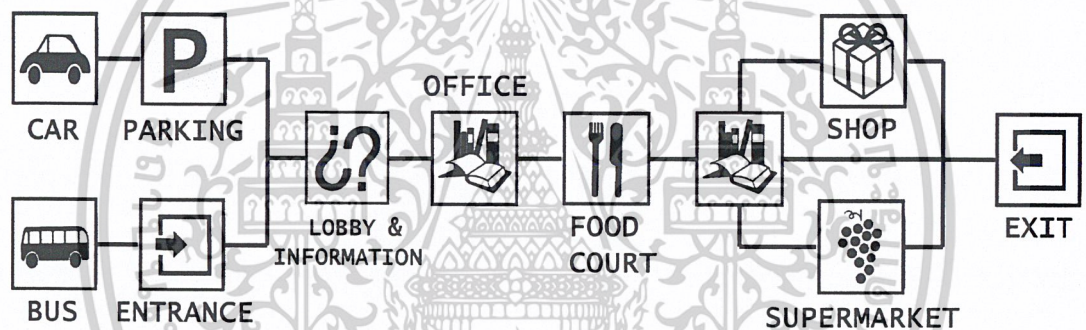 CAR
P
PARKING
OFFICE
SHOP
¿?
LOBBY &
INFORMATION
FOOD
COURT
EXIT
BUS
ENTRANCE
SUPERMARKET